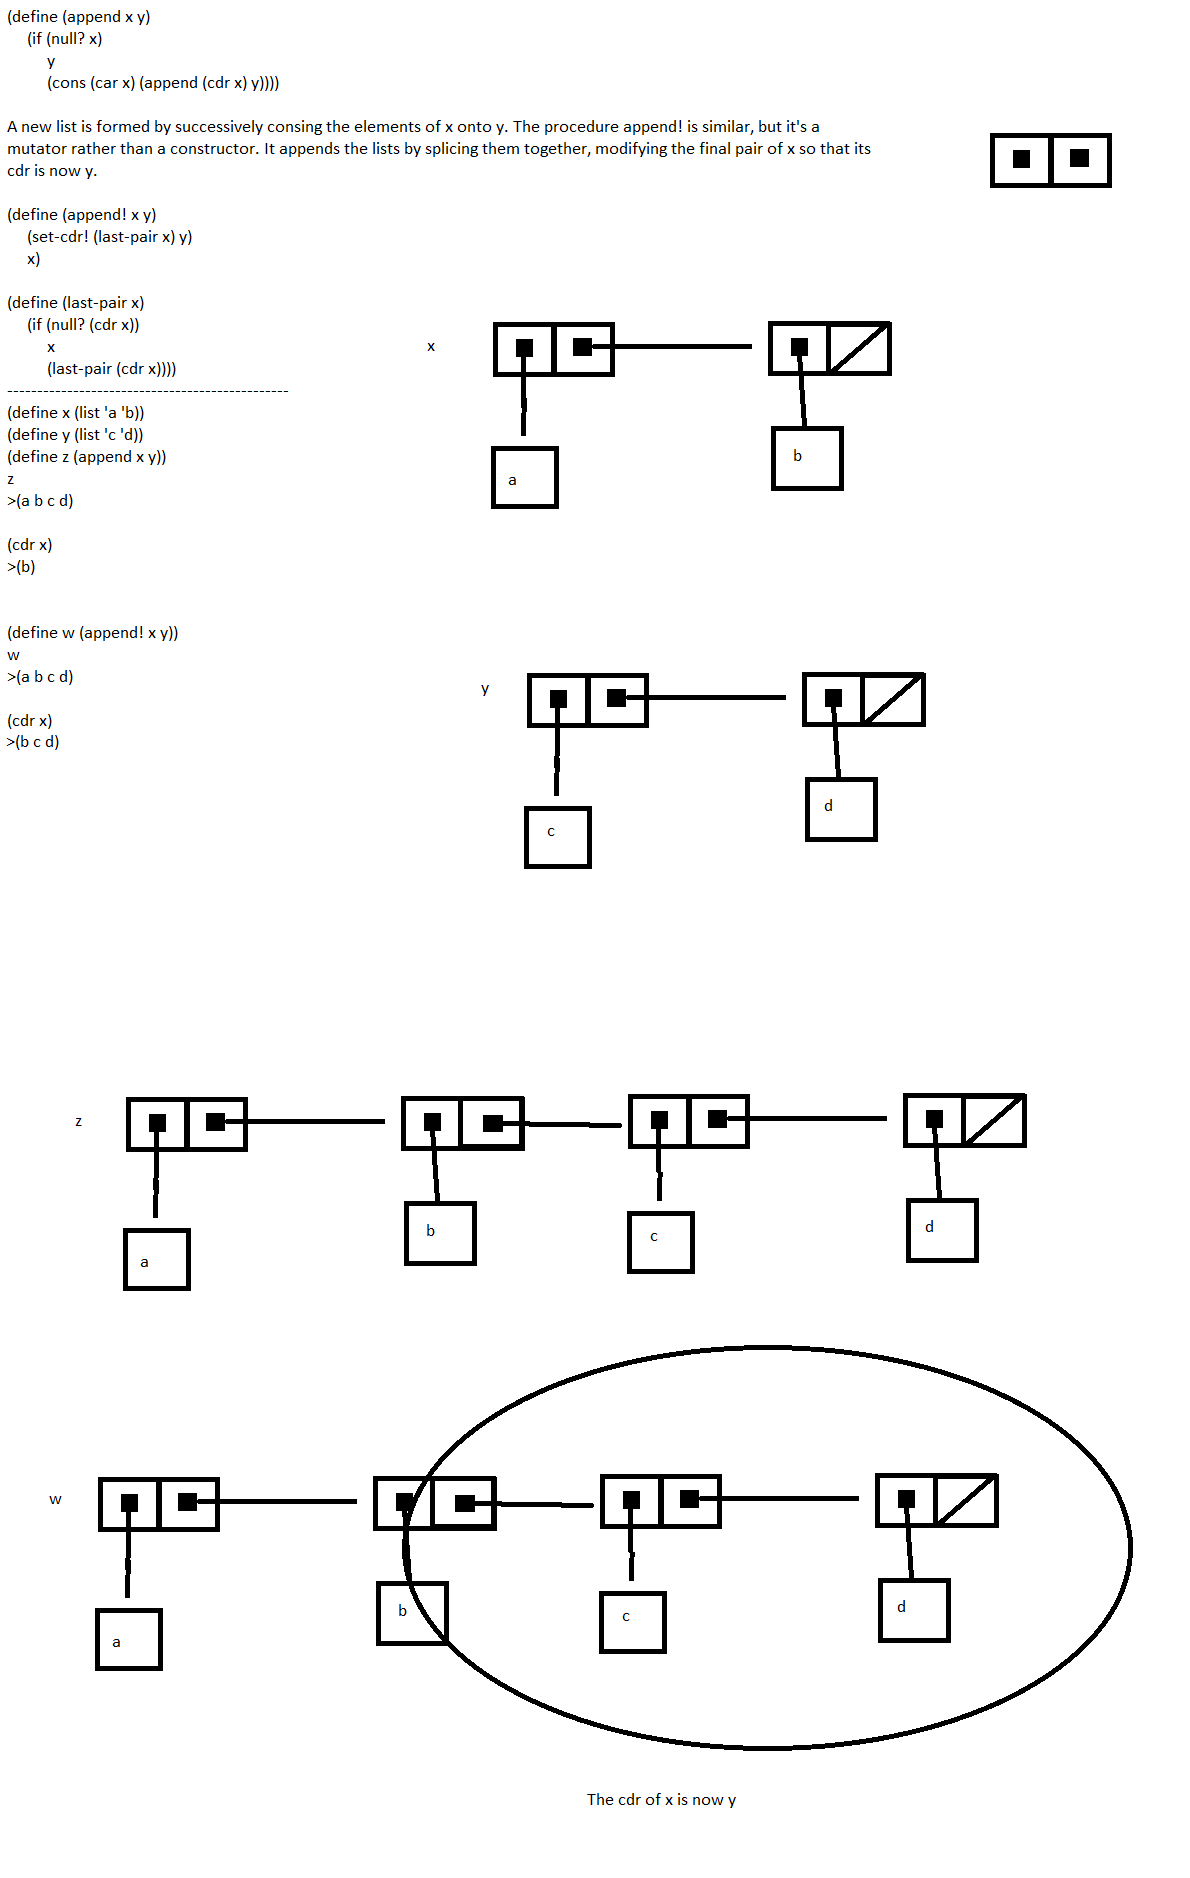 (define (append x y)
(if (null? x)
y
(cons (car x) (append (cdr x) y))))
A new list is formed by successively consing the elements of x onto y. The procedure append! is similar, but it's a
mutator rather than a constructor. It appends the lists by splicing them together, modifying the final pair of x so that its
cdr is now y.
(define (append! x y)
(set-cdr! (last-pair x) y)
x)
(define (last-pair x)
(if (null? (cdr x))
x
(last-pair (cdr x))))
-----------------------------------------------
(define x (list 'a 'b))
(define y (list 'c 'd))
(define z (append x y))
z
>(a b c d)
(cdr x)
>(b)
(define w (append! x y))
w
>(a b c d)
(cdr x)
>(b c d)
x
a
b
y
c
d
z
a
b
c
d
w
a
b
c
d
The cdr of x is now y